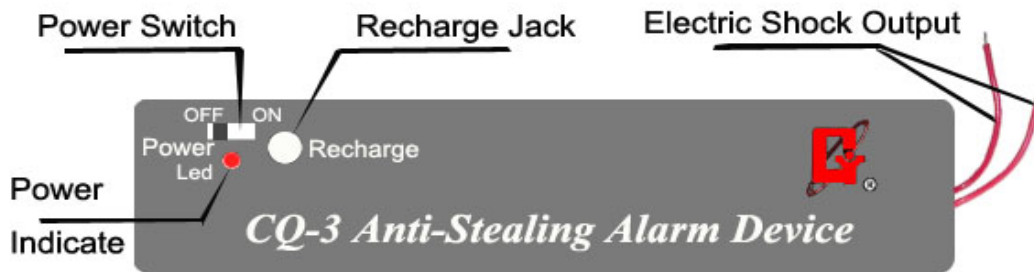 Power Switch
Recharge Jack
Electric Shock Output
OFF ON
Power
Led
Recharge
Power
Indicate
CQ-3 Anti-Stealing Alarm Device
®